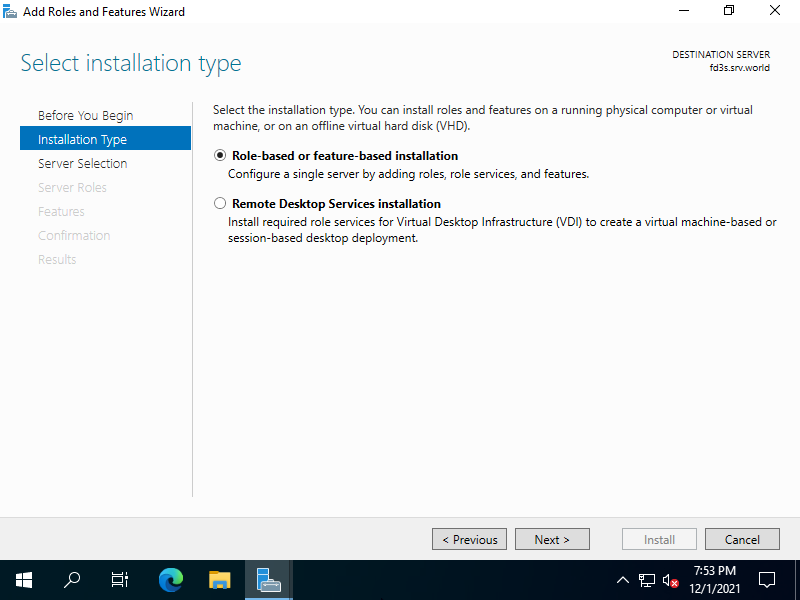 Add Roles and Features Wizard
Select installation type
DESTINATION SERVER
fd3s.srv.world
Before You Begin
Installation Type
Server Selection
Server Roles
Features
Confirmation
Results
Select the installation type. You can install roles and features on a running physical computer or virtual
machine, or on an offline virtual hard disk (VHD).
Role-based or feature-based installation
Configure a single server by adding roles, role services, and features.
Remote Desktop Services installation
Install required role services for Virtual Desktop Infrastructure (VDI) to create a virtual machine-based or
session-based desktop deployment.
< Previous
Next >
Install
Cancel
7:53 PM
12/1/2021